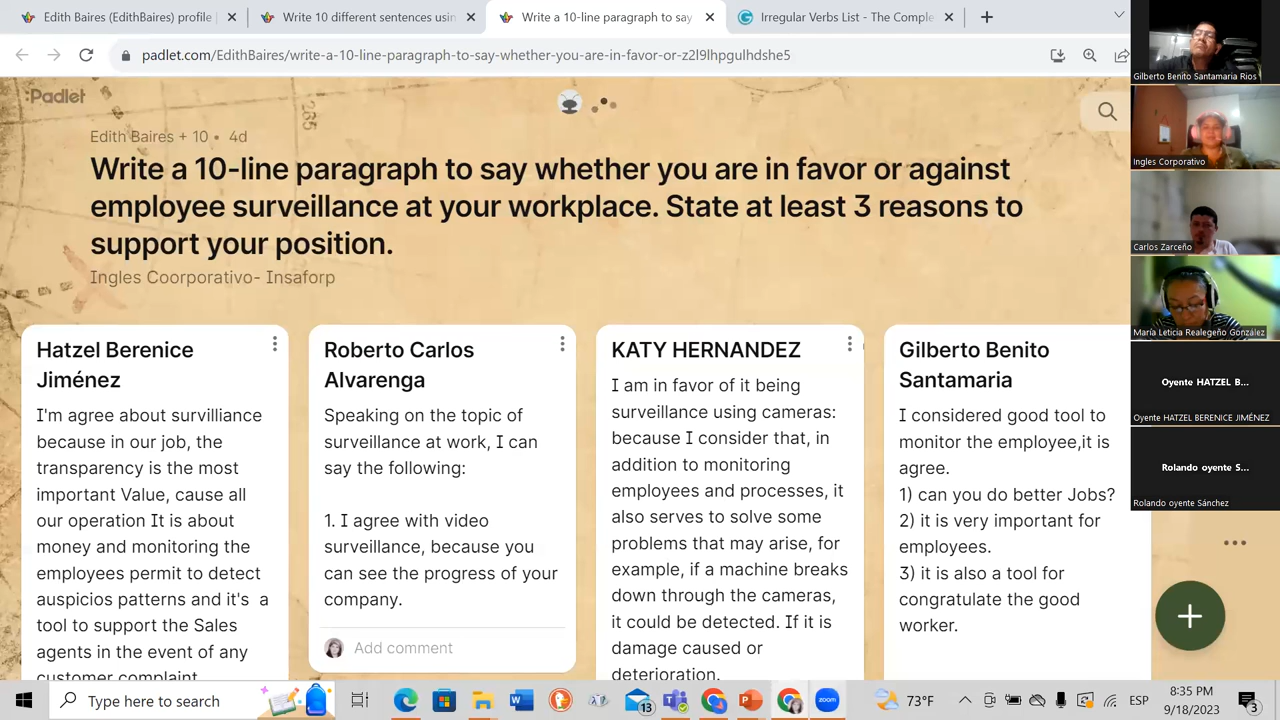 Edith Baires (EdithBaires) profile
Write 10 different sentences usin
Write a 10-line paragraph to say
Irregular Verbs List - The Comple
padlet.com/EdithBaires/write-a-10-line-paragraph-to-say-whether-you-are-in-favor-or-z2l9lhpgulhdshe5
:Padlet
Edith Baires + 10 • 4d
Write a 10-line paragraph to say whether you are in favor or against
employee surveillance at your workplace. State at least 3 reasons to
support your position.
Ingles Coorporativo- Insaforp
Hatzel Berenice
Jiménez
I'm agree about survilliance
because in our job, the
transparency is the most
important Value, cause all
our operation It is about
money and monitoring the
employees permit to detect
auspicios patterns and it's a
tool to support the Sales
agents in the event of any
customer complaint
Roberto Carlos
Alvarenga
Speaking on the topic of
surveillance at work, I can
say the following:
1. I agree with video
surveillance, because you
can see the progress of your
company.
Add comment
KATY HERNANDEZ
I am in favor of it being
surveillance using cameras:
because I consider that, in
addition to monitoring
employees and processes, it
also serves to solve some
problems that may arise, for
example, if a machine breaks
down through the cameras,
it could be detected. If it is
damage caused or
deterioration.
Gilberto Benito
Santamaria
I considered good tool to
monitor the employee,it is
agree.
1) can you do better Jobs?
2) it is very important for
employees.
3) it is also a tool for
congratulate the good
worker.
Gilberto Benito Santamaria Rios
Ingles Corporativo
Carlos Zarceño
María Leticia Realegeño González
Oyente HATZEL B...
Oyente HATZEL BERENICE JIMÉNEZ
Rolando oyente S...
Rolando oyente Sánchez
Type here to search
13
zoom
73°F
ESP
8:35 PM
9/18/2023
3